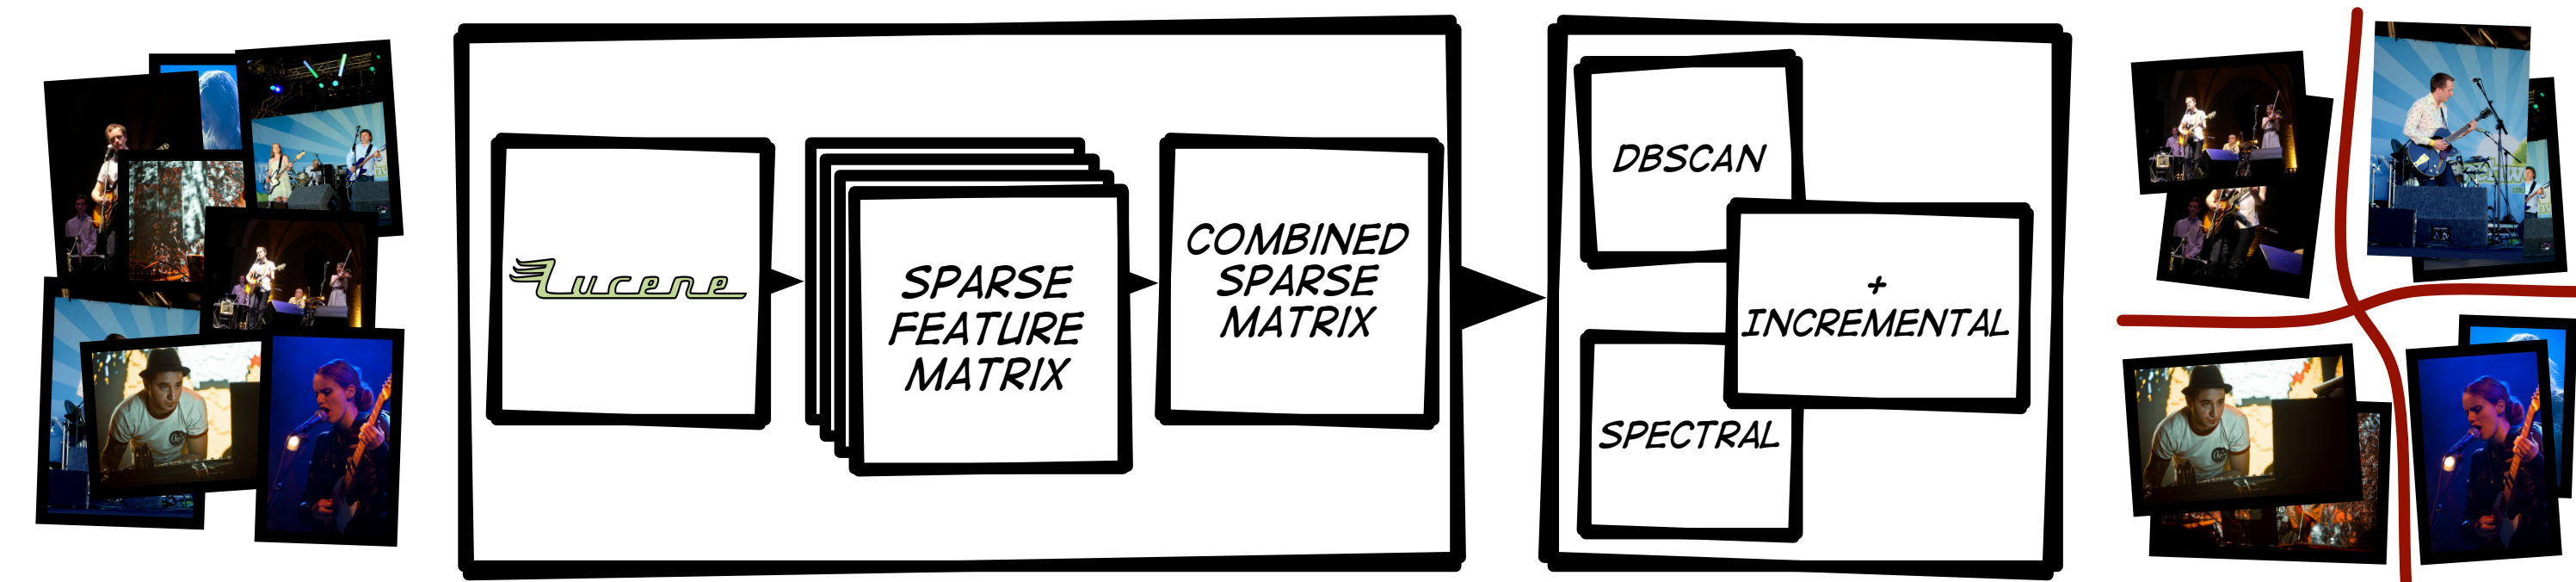 Lucene
SPARSE
FEATURE
MATRIX
COMBINED
SPARSE
MATRIX
DBSCAN
+
INCREMENTAL
SPECTRAL